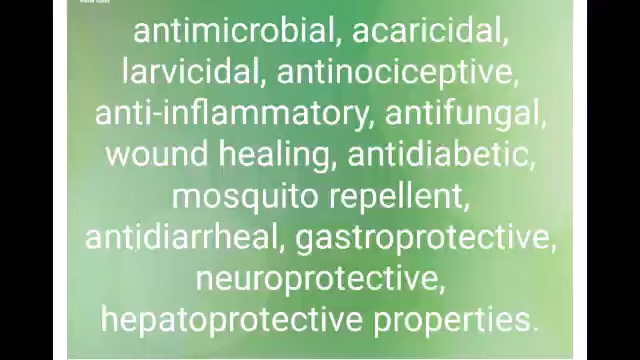 antimicrobial, acaricidal,
larvicidal, antinociceptive,
anti-inflammatory, antifungal,
wound healing, antidiabetic,
mosquito repellent,
antidiarrheal, gastroprotective,
neuroprotective,
hepatoprotective properties.